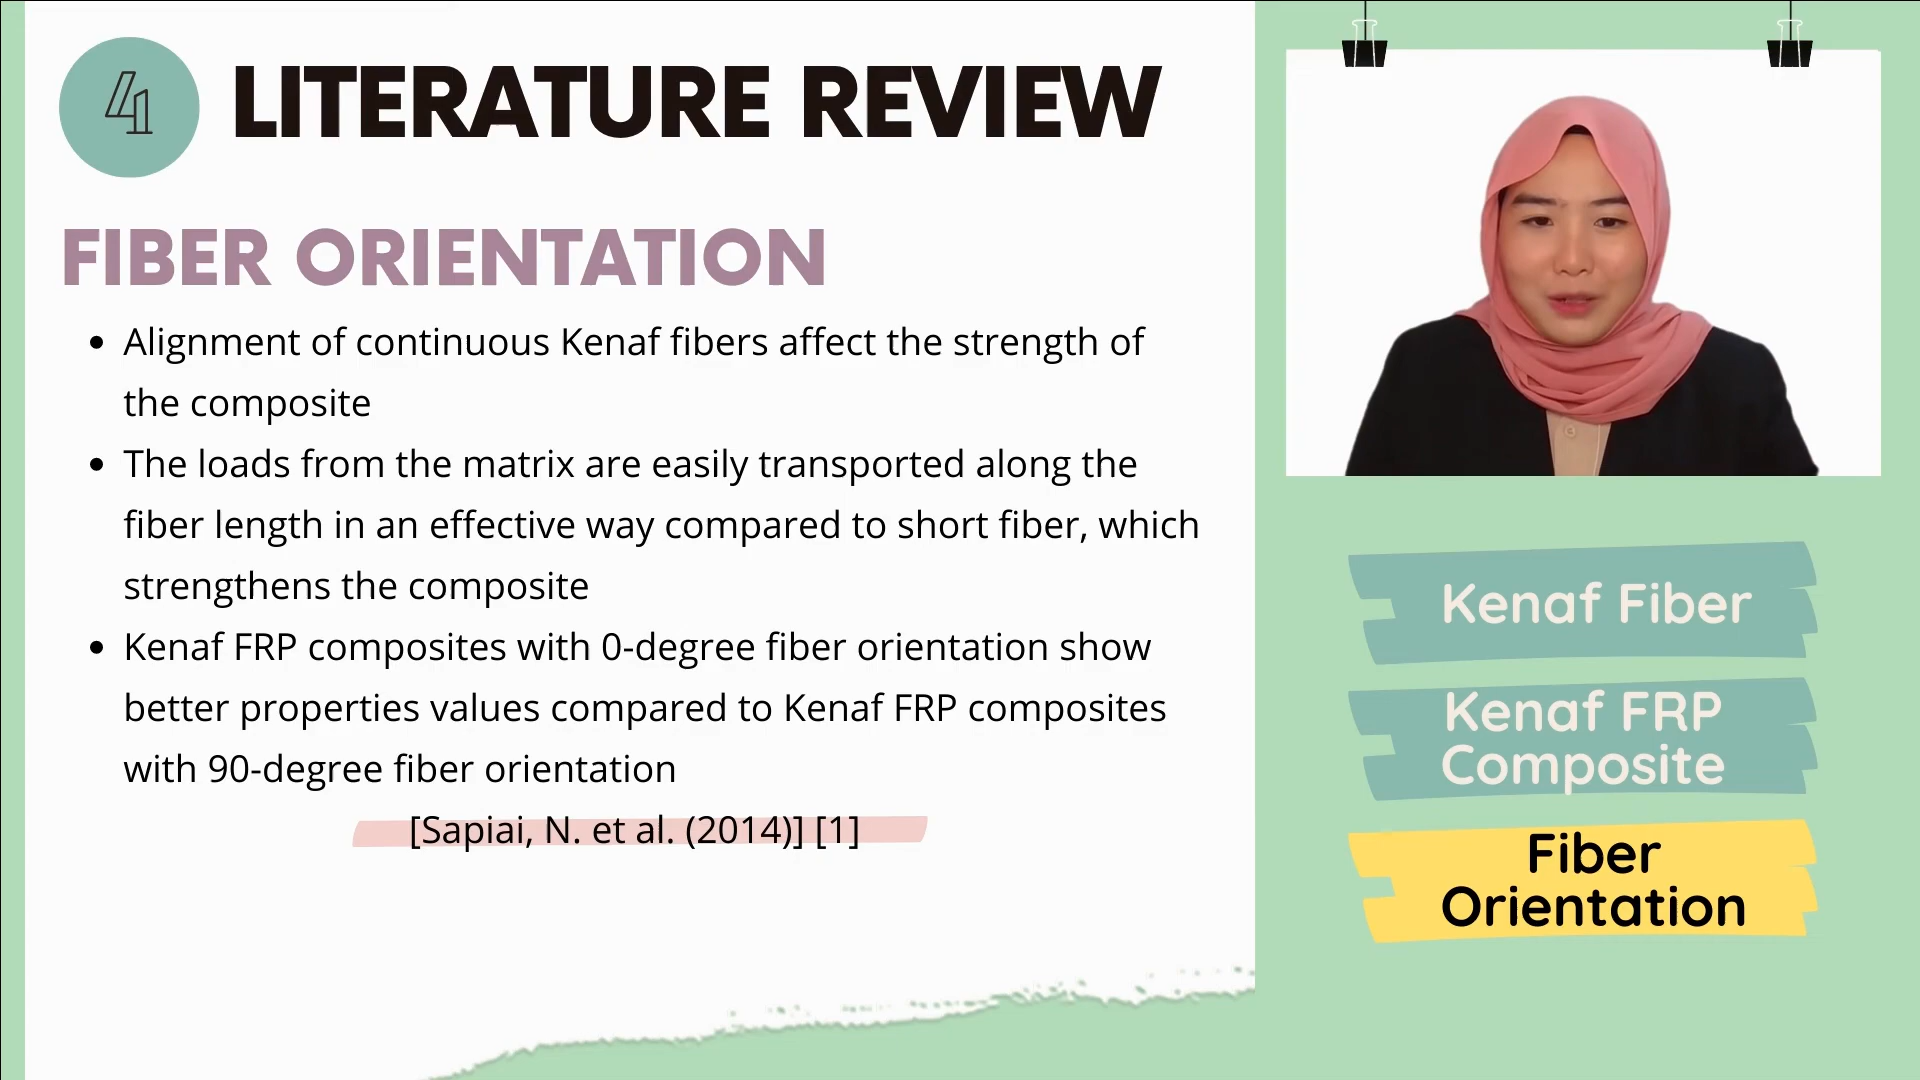 4
LITERATURE REVIEW
FIBER ORIENTATION
• Alignment of continuous Kenaf fibers affect the strength of
the composite
• The loads from the matrix are easily transported along the
fiber length in an effective way compared to short fiber, which
strengthens the composite
• Kenaf FRP composites with 0-degree fiber orientation show
better properties values compared to Kenaf FRP composites
with 90-degree fiber orientation
[Sapiai, N. et al. (2014)] [1]
Kenaf Fiber
Kenaf FRP
Composite
Fiber
Orientation